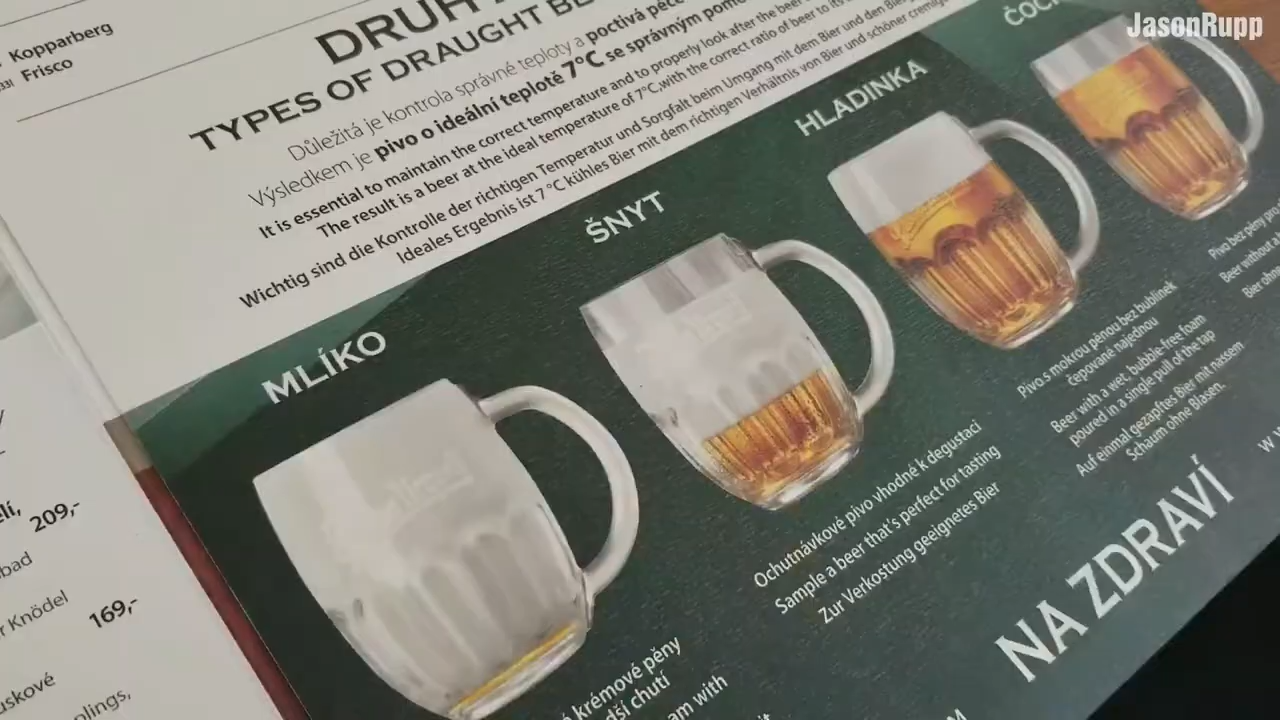 JasonRupp
Kopparberg
Frisco
TYPES OF DRAUGHT
Důležitá je kontrola správné teploty a poctivá péče
Výsledkem je pivo o ideální teplotě 7°C se správným
It is essential to maintain the correct temperature and to properly look after the beer
The result is a beer at the ideal temperature of 7°C, with the correct ratio of beer to
Wichtig sind die Kontrolle der richtigen Temperatur und Sorgfalt beim Umgang mit dem Bier und den
Ideales Ergebnis ist 7 °C kühles Bier mit dem richtigen Verhältnis von Bier und schöner
MLÍKO
ŠNYT
HLADINKA
krémové pěny
chuti
with
Ochutnávkové pivo vhodné k degustaci
Sample a beer that's perfect for tasting
Zur Verkostung geeignetes Bier
Pivo s mokrou pěnou bez bublinek
čepované najednou
Beer with a wet, bubble-free foam
poured in a single pull of the tap
Auf einmal gezapftes Bier mit nassem
Schaum ohne Blasen.
Pivo bez pěny
Beer without
Bier ohne
NA ZDRAVÍ
209,-
Knödel
169,-